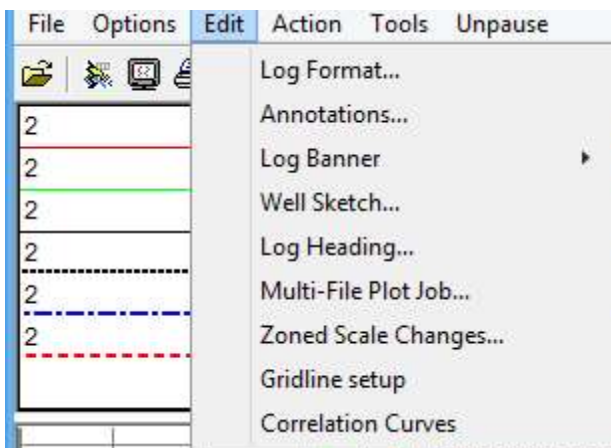 File Options Edit Action Tools Unpause
Log Format...
Annotations...
Log Banner
Well Sketch...
Log Heading...
Multi-File Plot Job...
Zoned Scale Changes...
Gridline setup
Correlation Curves
2
2
2
2
2
2